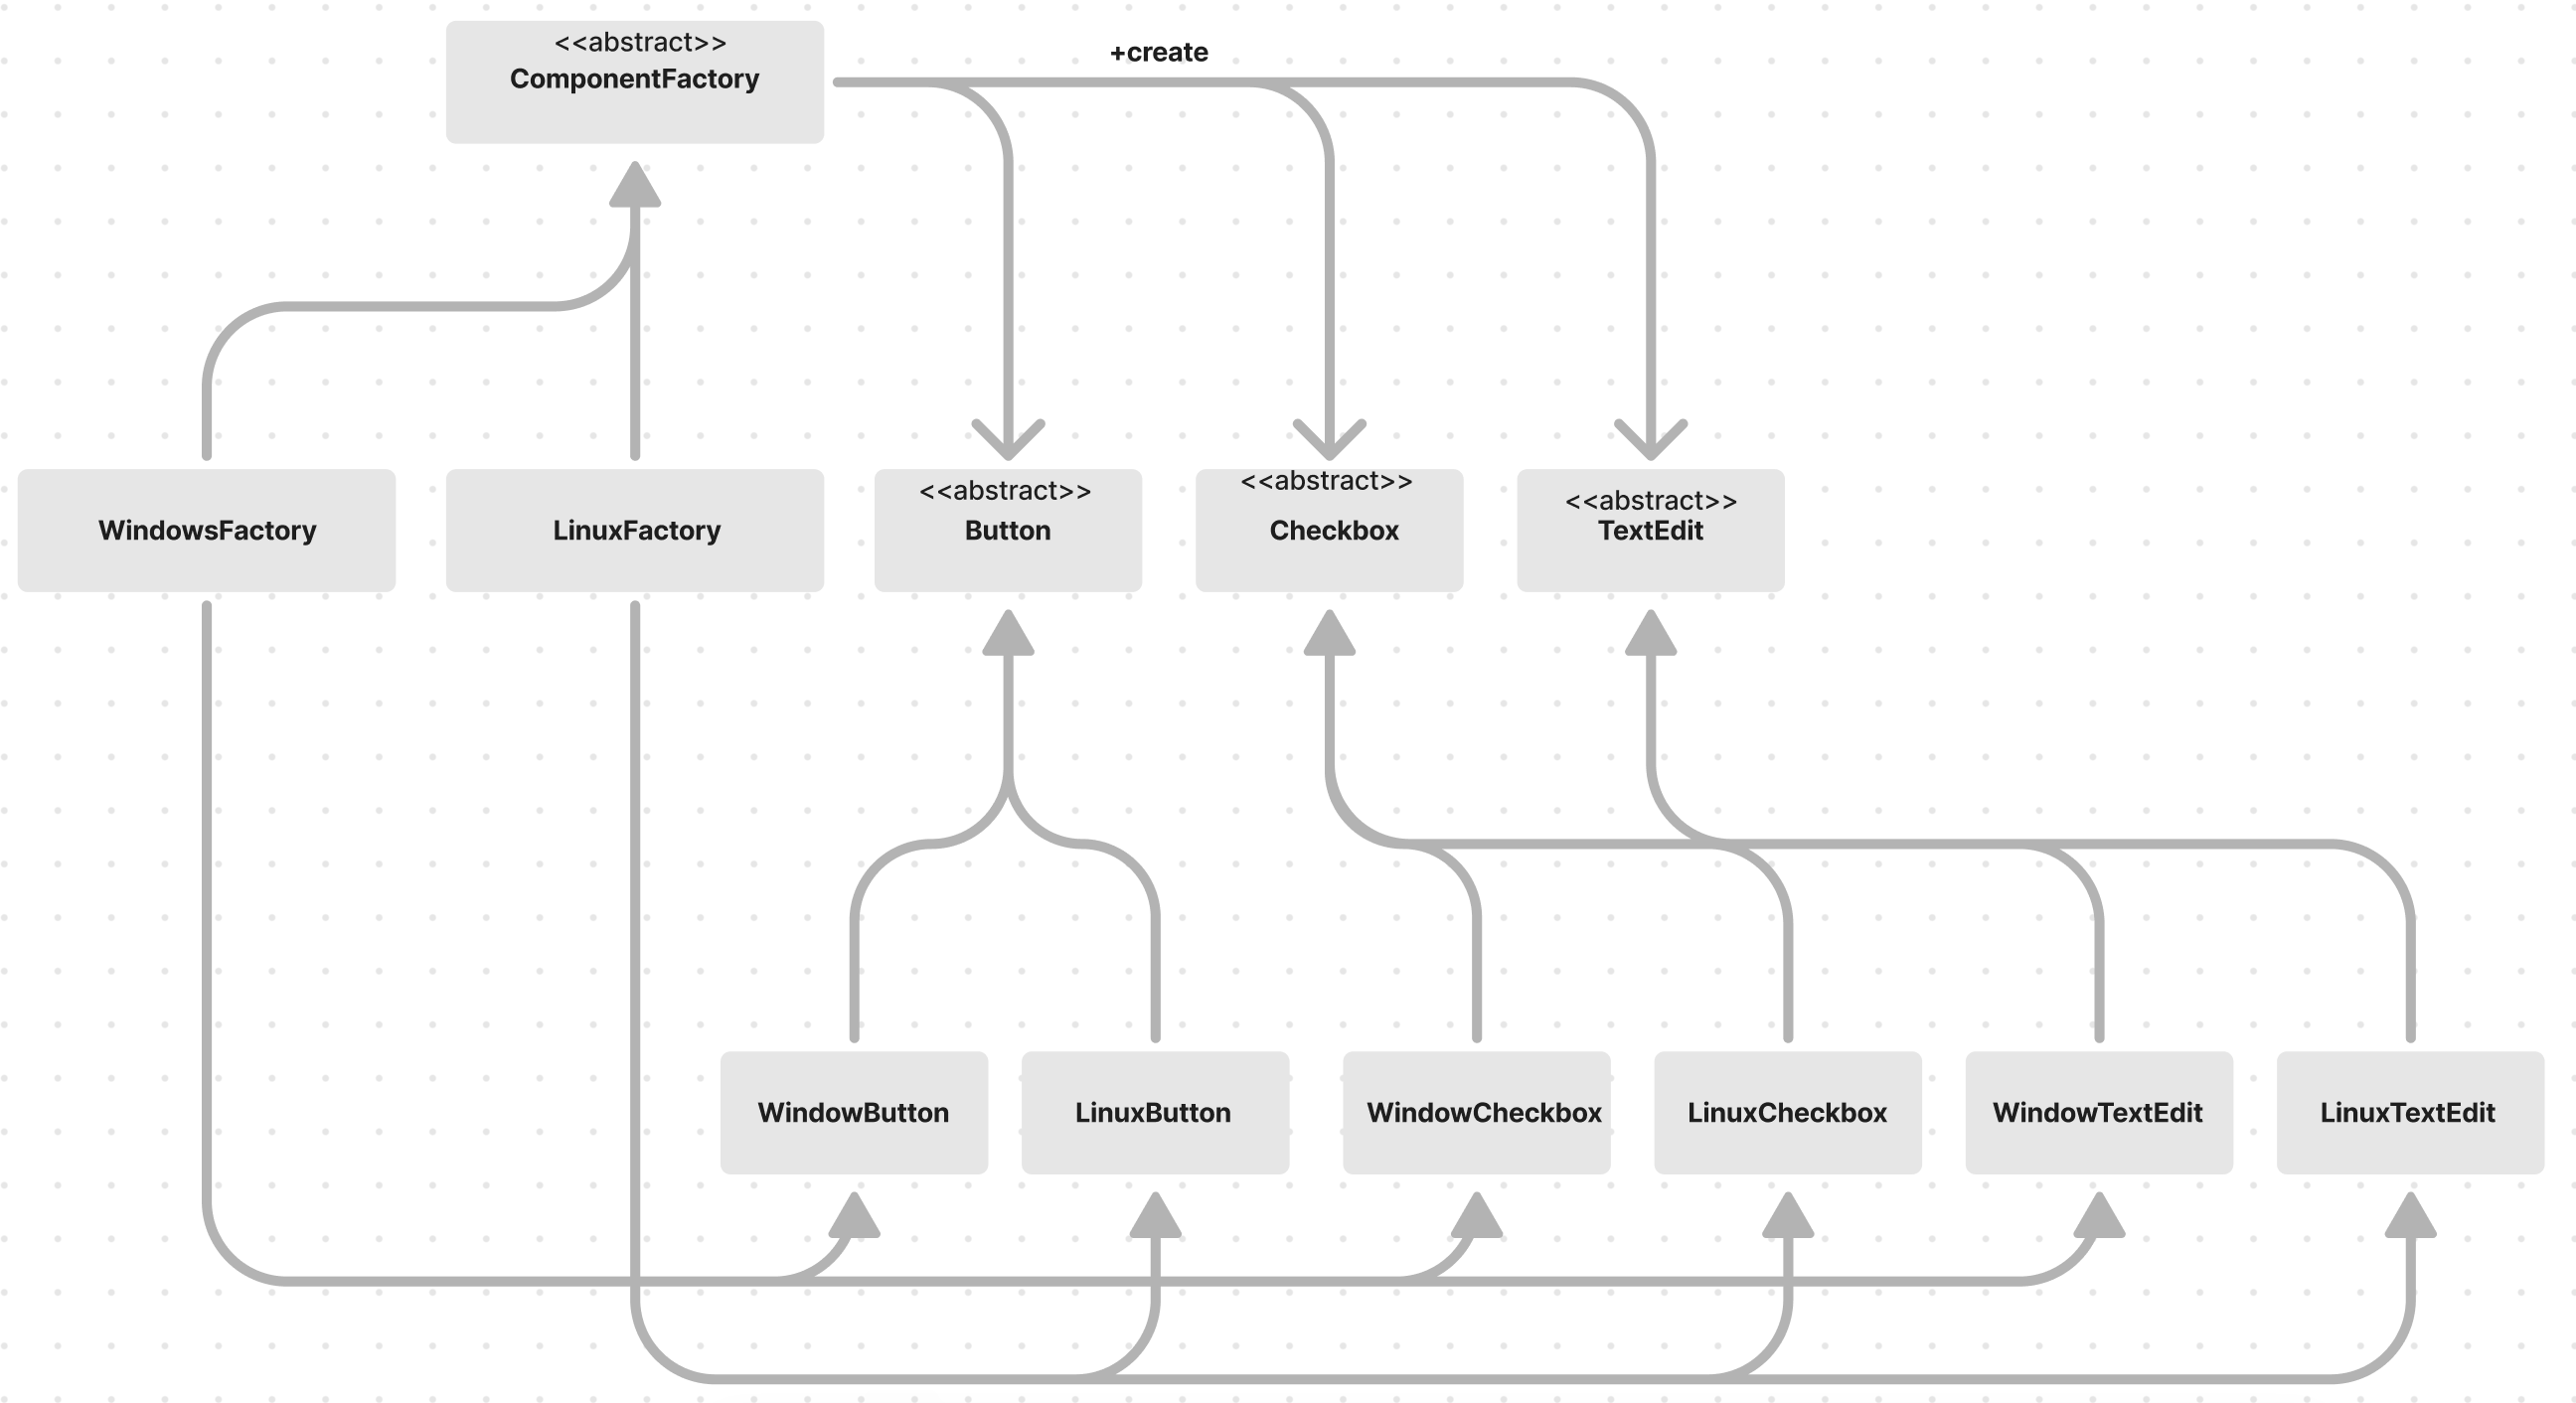 <<abstract>>
ComponentFactory
+create
WindowsFactory
LinuxFactory
<<abstract>>
Button
<<abstract>>
Checkbox
<<abstract>>
TextEdit
WindowButton
LinuxButton
WindowCheckbox
LinuxCheckbox
WindowTextEdit
LinuxTextEdit